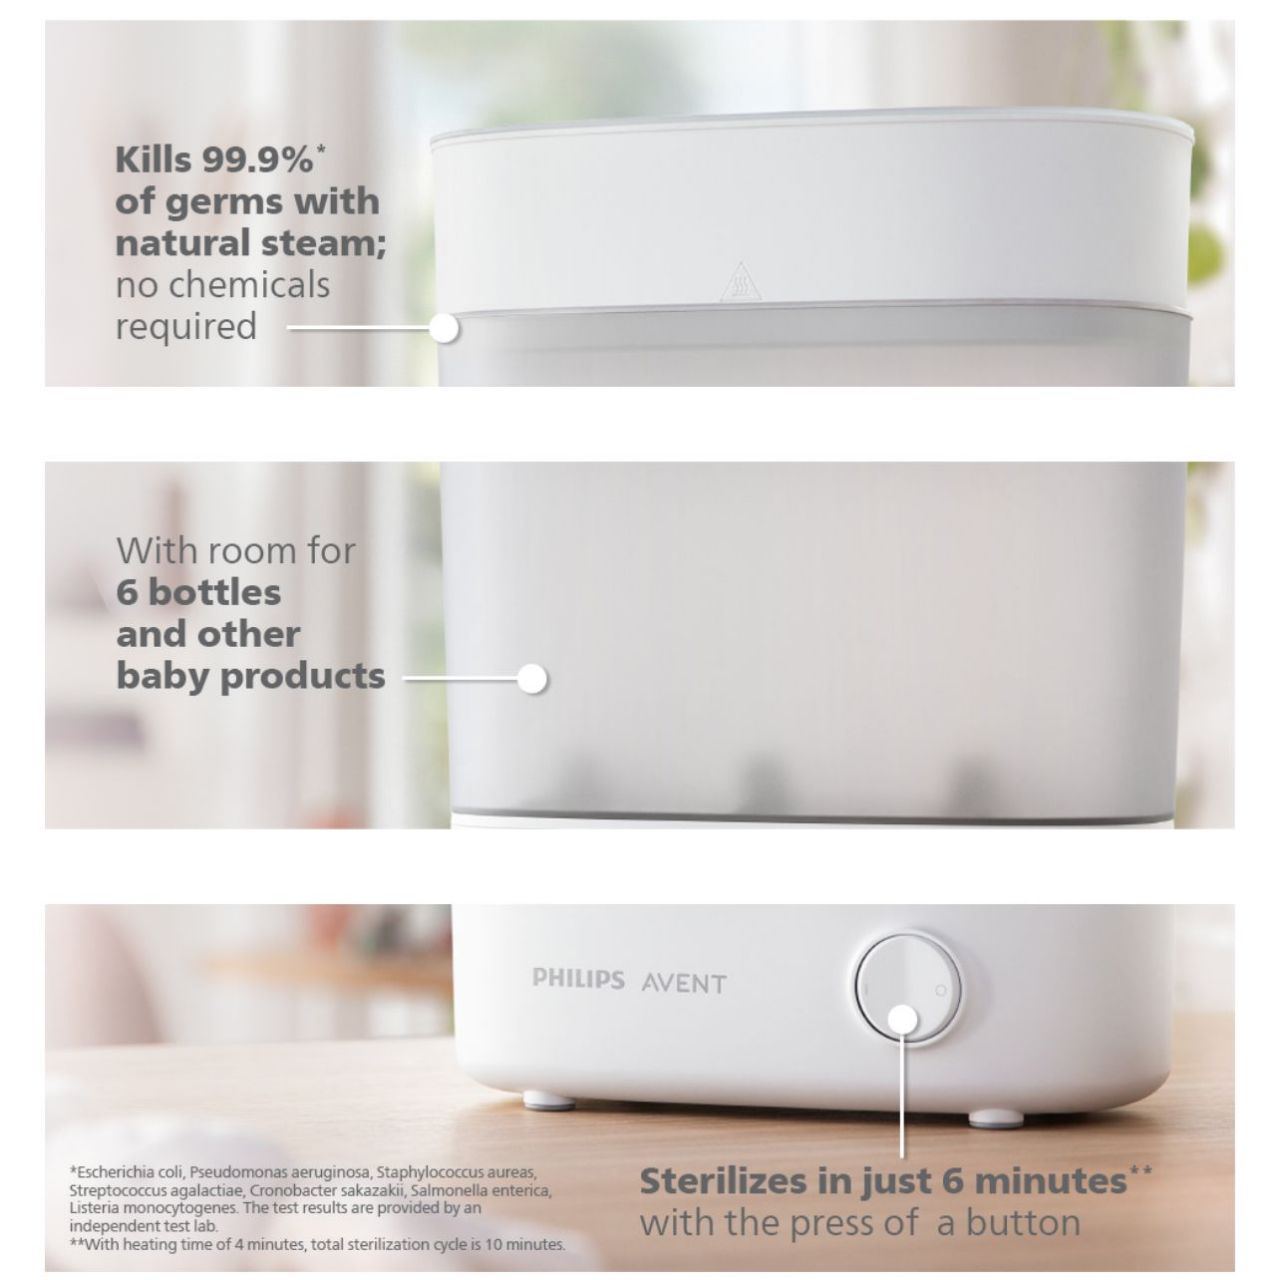 Kills 99.9%*
of germs with
natural steam;
no chemicals
required
With room for
6 bottles
and other
baby products
PHILIPS AVENT
*Escherichia coli, Pseudomonas aeruginosa, Staphylococcus aureas,
Streptococcus agalactiae, Cronobacter sakazakii, Salmonella enterica,
Listeria monocytogenes. The test results are provided by an
independent test lab.
**With heating time of 4 minutes, total sterilization cycle is 10 minutes.
Sterilizes in just 6 minutes**
with the press of a button